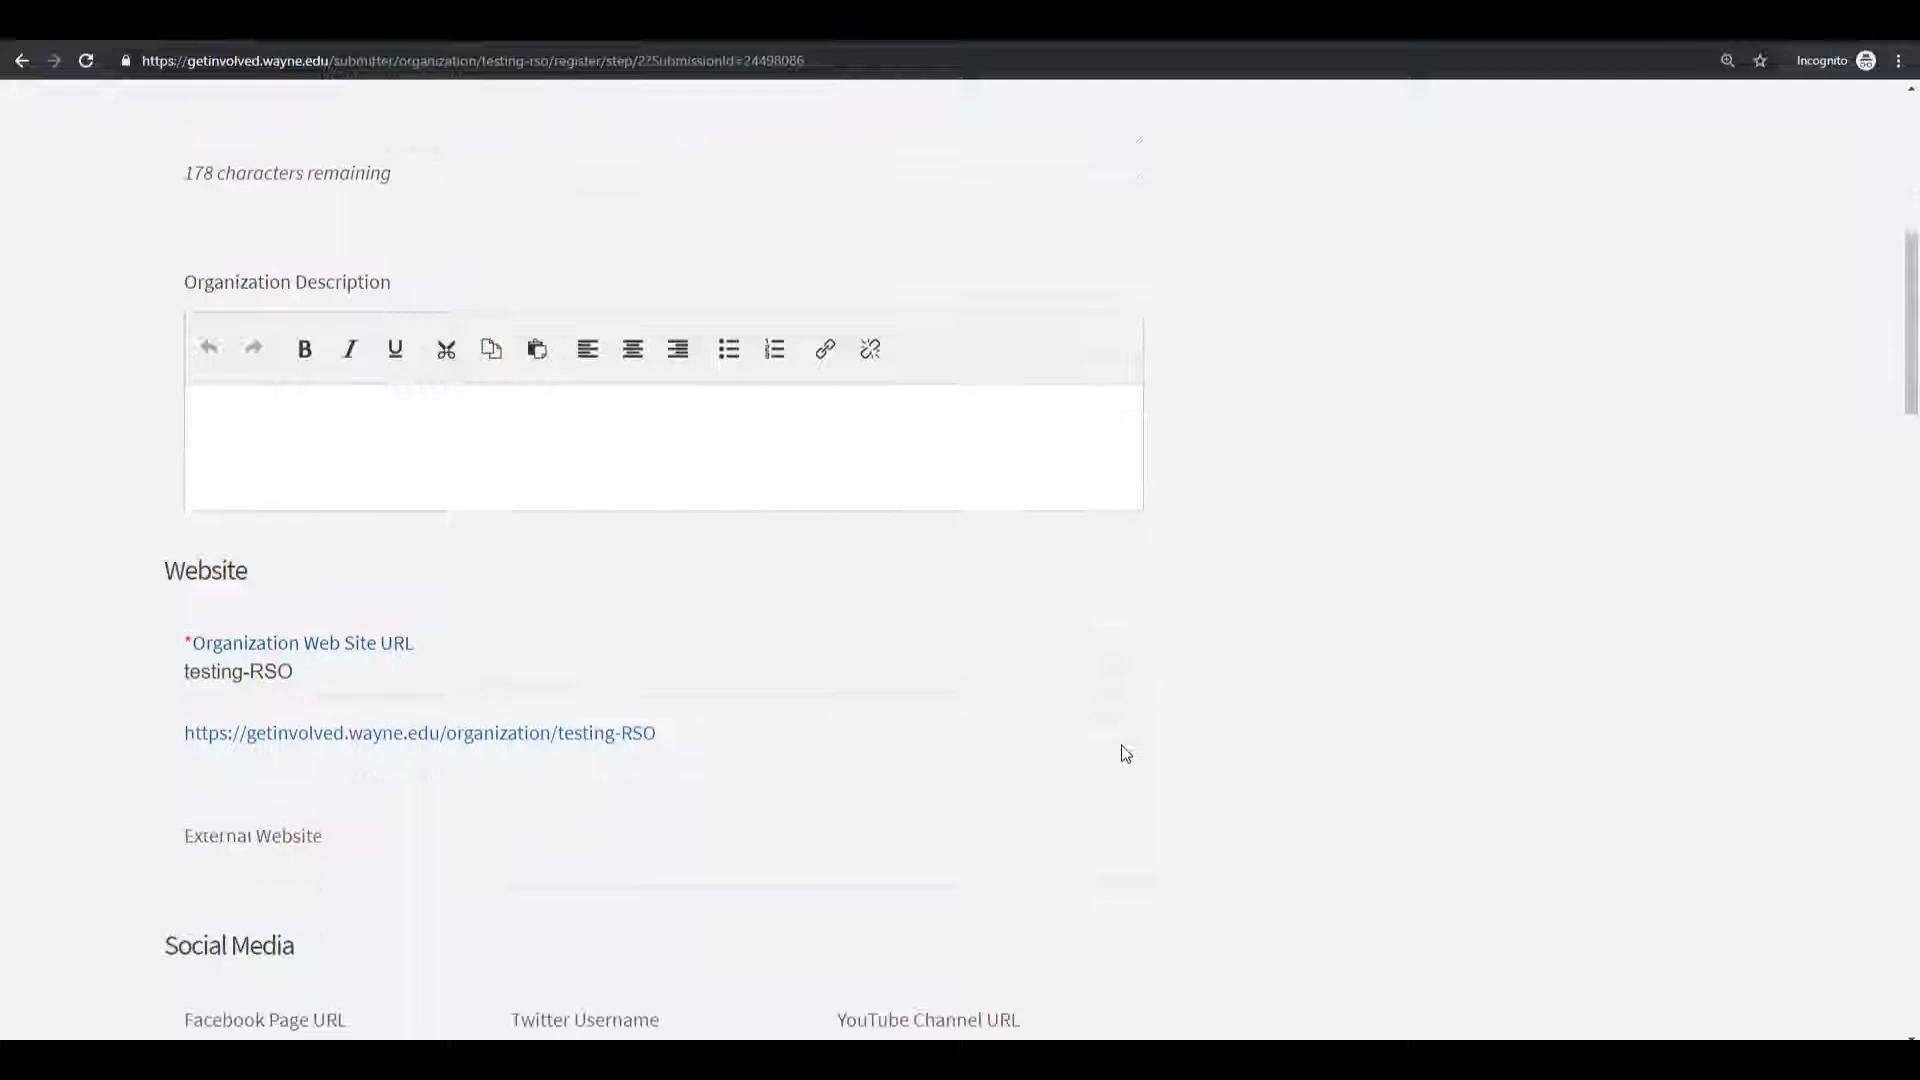 https://getinvolved.wayne.edu/submitter/organization/testing-rso/register/step/2?SubmissionId=24498086
Incognito
178 characters remaining
Organization Description
B I U
Website
*Organization Web Site URL
testing-RSO
https://getinvolved.wayne.edu/organization/testing-RSO
External Website
Social Media
Facebook Page URL Twitter Username YouTube Channel URL